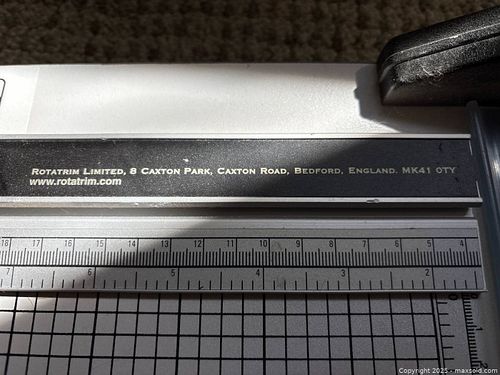 ROTATRIM LIMITED, 8 CAXTON PARK, CAXTON ROAD, BEDFORD, ENGLAND. MK41 0TY
www.rotatrim.com
18 17 16 15 14 13 12 11 10 9 8 7 6 5 4
7 6 5 4 3 2
Copyright 2025 - maxsold.com